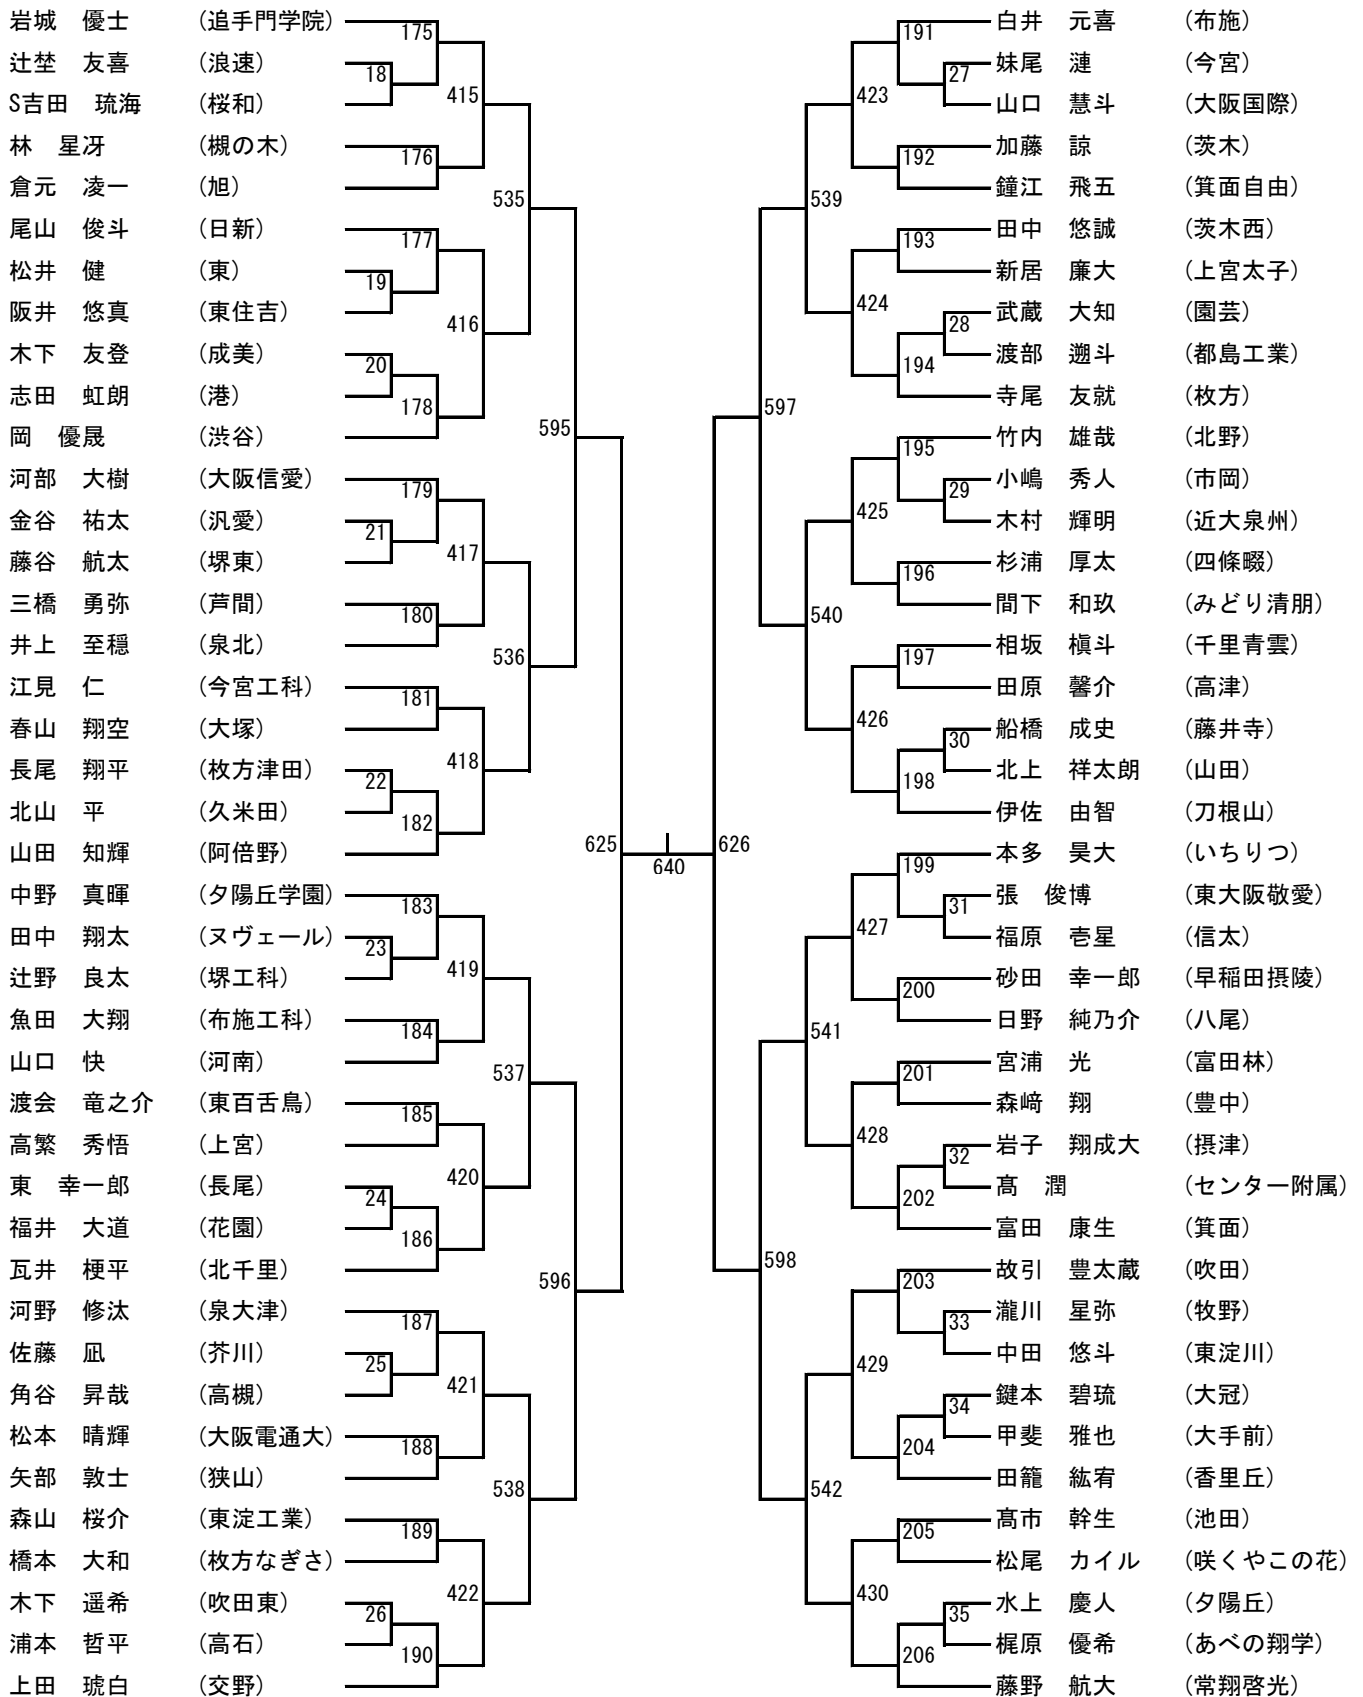 岩城　優士　(追手門学院)
175
辻埜　友喜　(浪速)
18
S吉田　琉海　(桜和)
415
林　星冴　(槻の木)
176
倉元　凌一　(旭)
535
尾山　俊斗　(日新)
177
松井　健　(東)
19
阪井　悠真　(東住吉)
416
木下　友登　(成美)
20
志田　虹朗　(港)
178
岡　優晟　(渋谷)
595
河部　大樹　(大阪信愛)
179
金谷　祐太　(汎愛)
21
藤谷　航太　(堺東)
417
三橋　勇弥　(芦間)
180
井上　至穏　(泉北)
536
江見　仁　(今宮工科)
181
春山　翔空　(大塚)
418
長尾　翔平　(枚方津田)
22
北山　平　(久米田)
182
山田　知輝　(阿倍野)
625
中野　真暉　(夕陽丘学園)
183
田中　翔太　(ヌヴェール)
23
辻野　良太　(堺工科)
419
魚田　大翔　(布施工科)
184
山口　快　(河南)
537
渡会　竜之介　(東百舌鳥)
185
高繁　秀悟　(上宮)
420
東　幸一郎　(長尾)
24
福井　大道　(花園)
186
瓦井　梗平　(北千里)
596
河野　修汰　(泉大津)
187
佐藤　凪　(芥川)
25
角谷　昇哉　(高槻)
421
松本　晴輝　(大阪電通大)
188
矢部　敦士　(狭山)
538
森山　桜介　(東淀工業)
189
橋本　大和　(枚方なぎさ)
422
木下　遥希　(吹田東)
26
浦本　哲平　(高石)
190
上田　琥白　(交野)
640
白井　元喜　(布施)
191
妹尾　漣　(今宮)
27
山口　慧斗　(大阪国際)
423
加藤　諒　(茨木)
192
鐘江　飛五　(箕面自由)
539
田中　悠誠　(茨木西)
193
新居　廉大　(上宮太子)
424
武蔵　大知　(園芸)
28
渡部　遡斗　(都島工業)
194
寺尾　友就　(枚方)
597
竹内　雄哉　(北野)
195
小嶋　秀人　(市岡)
29
木村　輝明　(近大泉州)
425
杉浦　厚太　(四條畷)
196
間下　和玖　(みどり清朋)
540
相坂　槇斗　(千里青雲)
197
田原　馨介　(高津)
426
船橋　成史　(藤井寺)
30
北上　祥太朗　(山田)
198
伊佐　由智　(刀根山)
626
本多　昊大　(いちりつ)
199
張　俊博　(東大阪敬愛)
31
福原　壱星　(信太)
427
砂田　幸一郎　(早稲田摂陵)
200
日野　純乃介　(八尾)
541
宮浦　光　(富田林)
201
森﨑　翔　(豊中)
428
岩子　翔成大　(摂津)
32
髙　潤　(センター附属)
202
富田　康生　(箕面)
598
故引　豊太蔵　(吹田)
203
瀧川　星弥　(牧野)
33
中田　悠斗　(東淀川)
429
鍵本　碧琉　(大冠)
34
甲斐　雅也　(大手前)
204
田籠　紘宥　(香里丘)
542
髙市　幹生　(池田)
205
松尾　カイル　(咲くやこの花)
430
水上　慶人　(夕陽丘)
35
梶原　優希　(あべの翔学)
206
藤野　航大　(常翔啓光)